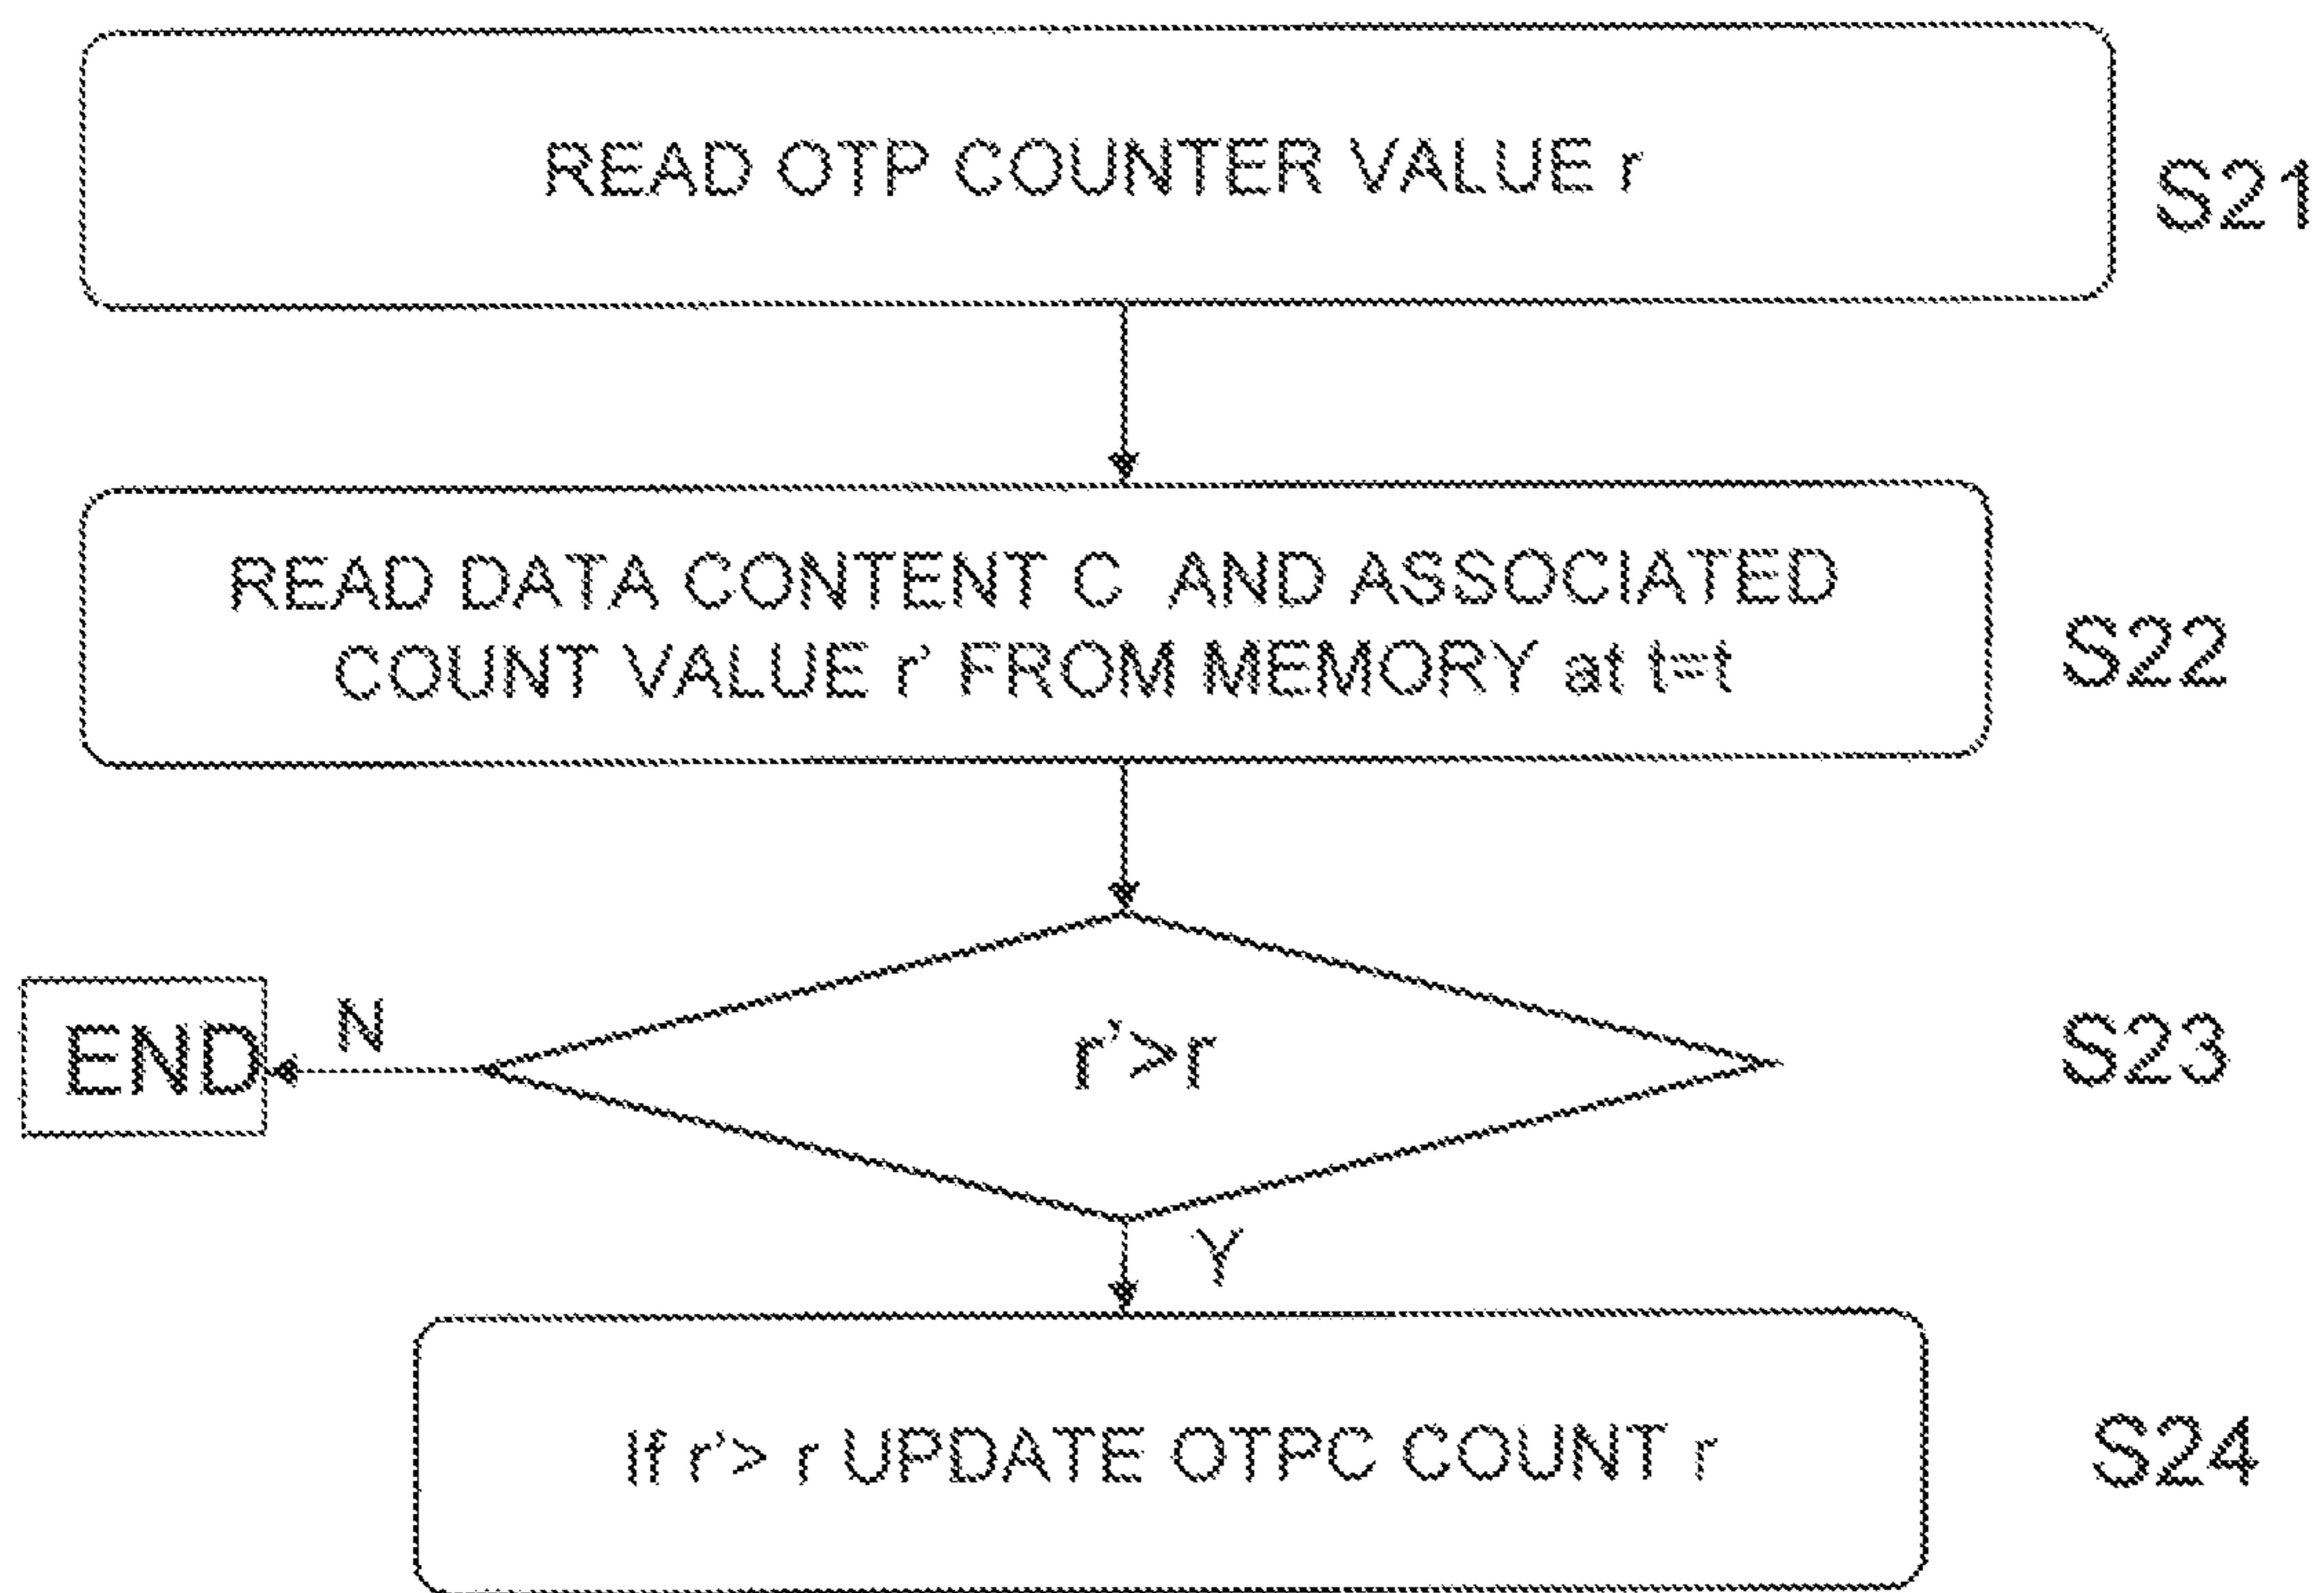 READ OTP COUNTER VALUE r
S21
READ DATA CONTENT C AND ASSOCIATED
COUNT VALUE r' FROM MEMORY at t=t
S22
END
N
r'>r
S23
Y
If r'> r UPDATE OTPC COUNT r
S24